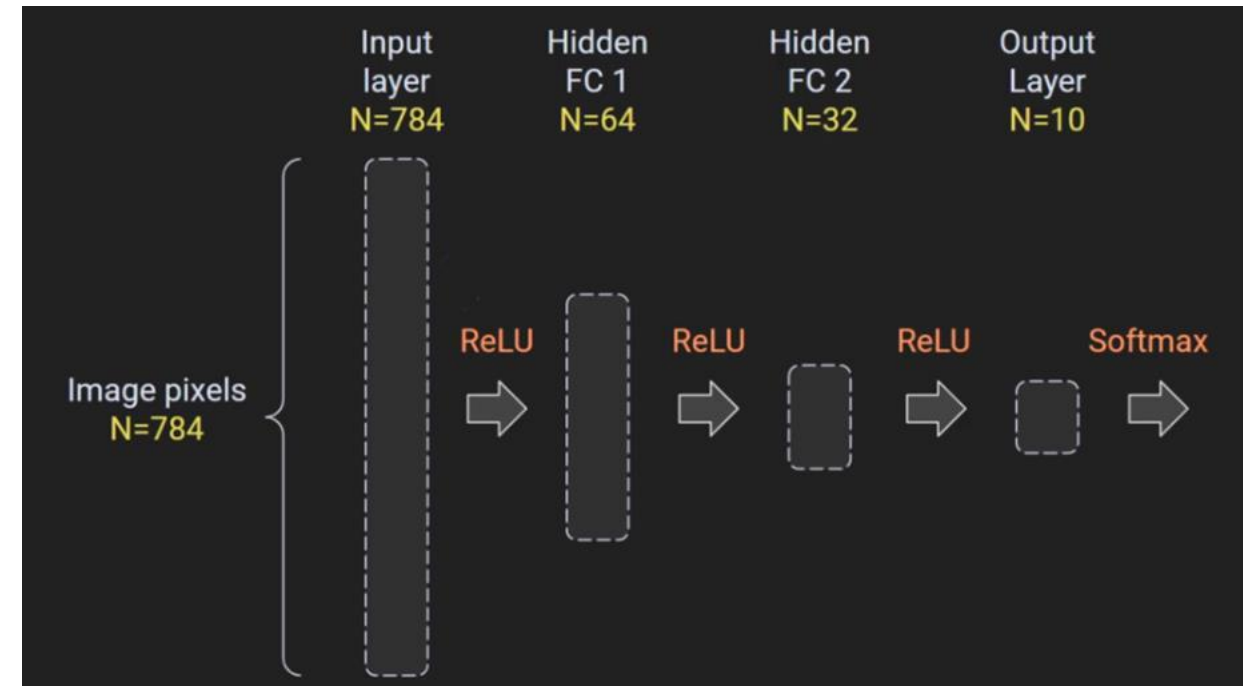 Input
layer
N=784
Hidden
FC 1
N=64
Hidden
FC 2
N=32
Output
Layer
N=10
Image pixels
N=784
ReLU
ReLU
ReLU
Softmax